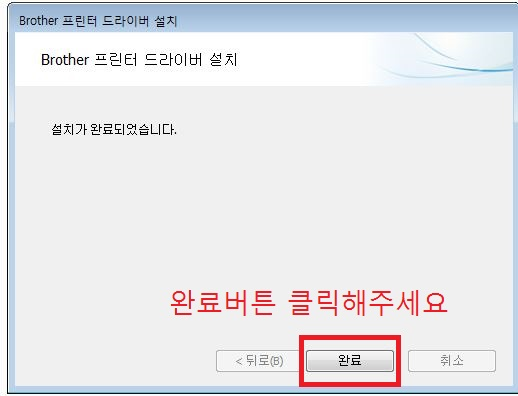 Brother 프린터 드라이버 설치
Brother 프린터 드라이버 설치
설치가 완료되었습니다.
완료버튼 클릭해주세요
< 뒤로(B) 완료 취소